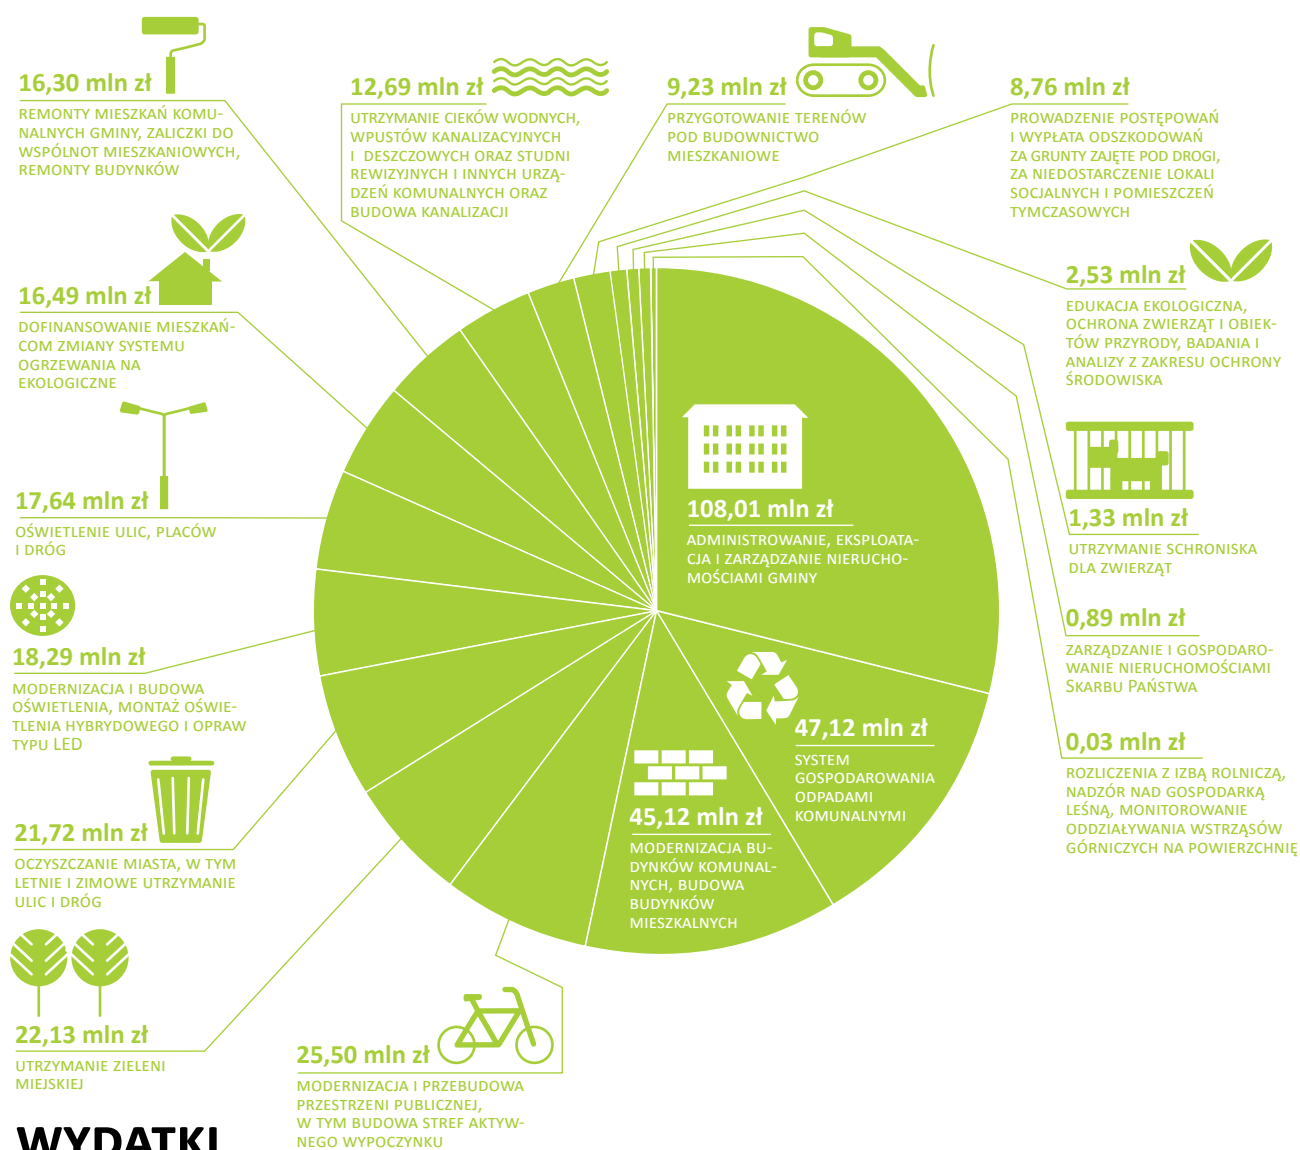 16,30 mln zł
REMONTY MIESZKAŃ KOMU-
NALNYCH GMINY, ZALICZKI DO
WSPÓLNOT MIESZKANIOWYCH,
REMONTY BUDYNKÓW
12,69 mln zł
UTRZYMANIE CIEKÓW WODNYCH,
WPUSTÓW KANALIZACYJNYCH
I DESZCZOWYCH ORAZ STUDNI
REWIZYJNYCH I INNYCH URZĄ-
DZEŃ KOMUNALNYCH ORAZ
BUDOWA KANALIZACJI
9,23 mln zł
PRZYGOTOWANIE TERENÓW
POD BUDOWNICTWO
MIESZKANIOWE
8,76 mln zł
PROWADZENIE POSTĘPOWAŃ
I WYPŁATA ODSZKODOWAŃ
ZA GRUNTY ZAJĘTE POD DROGI,
ZA NIEDOSTARCZENIE LOKALI
SOCJALNYCH I POMIESZCZEŃ
TYMCZASOWYCH
16,49 mln zł
DOFINANSOWANIE MIESZKAŃ-
COM ZMIANY SYSTEMU
OGRZEWANIA NA
EKOLOGICZNE
2,53 mln zł
EDUKACJA EKOLOGICZNA,
OCHRONA ZWIERZĄT I OBIEK-
TÓW PRZYRODY, BADANIA I
ANALIZY Z ZAKRESU OCHRONY
ŚRODOWISKA
17,64 mln zł
OŚWIETLENIE ULIC, PLACÓW
I DRÓG
108,01 mln zł
ADMINISTROWANIE, EKSPLOATA-
CJA I ZARZĄDZANIE NIERUCHO-
MOŚCIAMI GMINY
1,33 mln zł
UTRZYMANIE SCHRONISKA
DLA ZWIERZĄT
18,29 mln zł
MODERNIZACJA I BUDOWA
OŚWIETLENIA, MONTAŻ OŚWIE-
TLENIA HYBRYDOWEGO I OPRAW
TYPU LED
0,89 mln zł
ZARZĄDZANIE I GOSPODARO-
WANIE NIERUCHOMOŚCIAMI
SKARBU PAŃSTWA
47,12 mln zł
SYSTEM
GOSPODAROWANIA
ODPADAMI
KOMUNALNYMI
0,03 mln zł
ROZLICZENIA Z IZBĄ ROLNICZĄ,
NADZÓR NAD GOSPODARKĄ
LEŚNĄ, MONITOROWANIE
ODDZIAŁYWANIA WSTRZĄSÓW
GÓRNICZYCH NA POWIERZCHNIĘ
21,72 mln zł
OCZYSZCZANIE MIASTA, W TYM
LETNIE I ZIMOWE UTRZYMANIE
ULIC I DRÓG
45,12 mln zł
MODERNIZACJA BU-
DYNKÓW KOMUNAL-
NYCH, BUDOWA
BUDYNKÓW
MIESZKALNYCH
22,13 mln zł
UTRZYMANIE ZIELENI
MIEJSKIEJ
25,50 mln zł
MODERNIZACJA I PRZEBUDOWA
PRZESTRZENI PUBLICZNEJ,
W TYM BUDOWA STREF AKTYW-
NEGO WYPOCZYNKU
WYDATKI